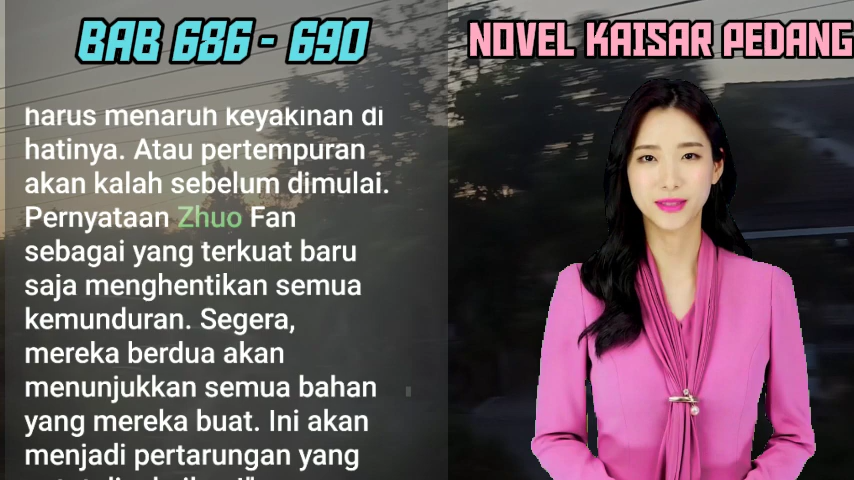 BAB 686 - 690
NOVEL KAISAR PEDANG
harus menaruh keyakinan di
hatinya. Atau pertempuran
akan kalah sebelum dimulai.
Pernyataan Zhuo Fan
sebagai yang terkuat baru
saja menghentikan semua
kemunduran. Segera,
mereka berdua akan
menunjukkan semua bahan
yang mereka buat. Ini akan
menjadi pertarungan yang